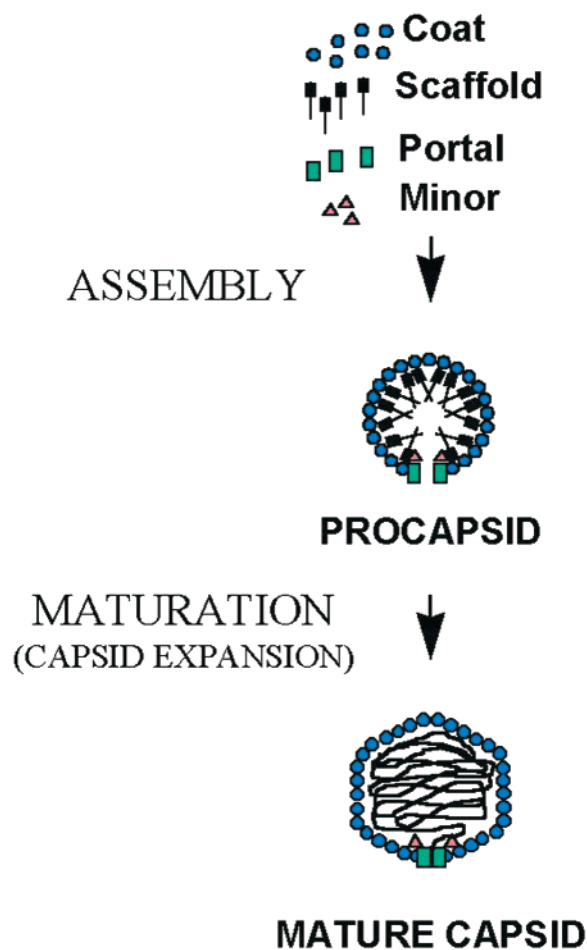 Coat
Scaffold
Portal
Minor
ASSEMBLY
PROCAPSID
MATURATION
(CAPSID EXPANSION)
MATURE CAPSID